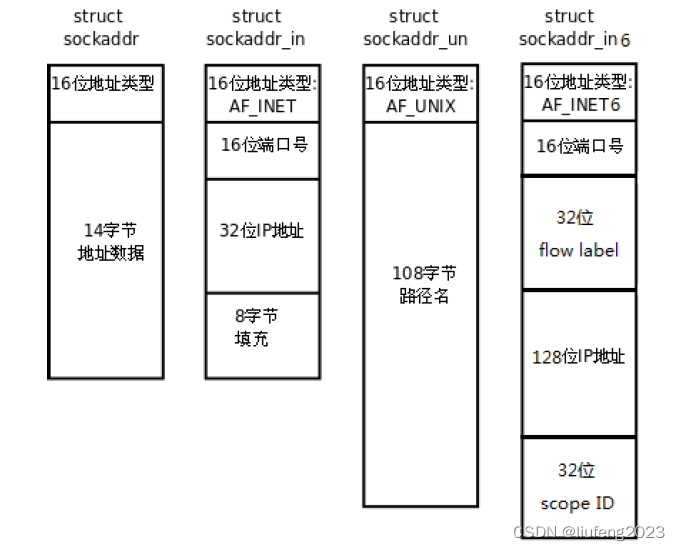 struct
sockaddr
16位地址类型
14字节
地址数据
struct
sockaddr_in
16位地址类型:
AF_INET
16位端口号
32位IP地址
8字节
填充
struct
sockaddr_un
16位地址类型:
AF_UNIX
108字节
路径名
struct
sockaddr_in6
16位地址类型:
AF_INET6
16位端口号
32位
flow label
128位IP地址
32位
scope ID
CSDN @liufeng2023